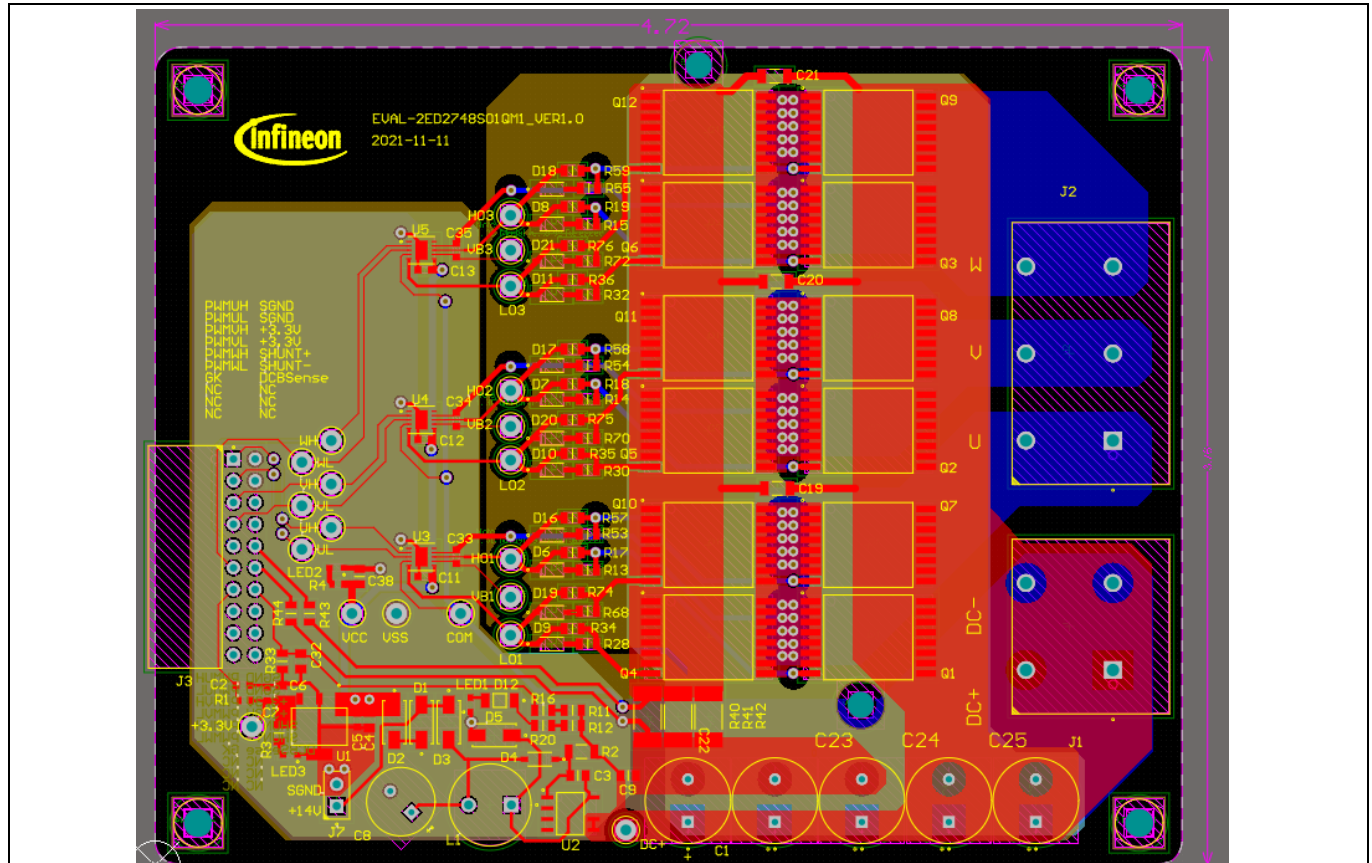 4.72
infineon
EVAL-2ED2748S01QM1_VER1.0
2021-11-11
C21
Q12
Q9
D18
R59
R55
D8
R19
HO3
R15
U5
C35
VB3
D21
R76
Q6
R72
C13
D11
R36
R32
LO3
Q3
C20
J2
W
PWMUH SGND
PWMUL SGND
PWMVH +3.3V
PWMVL +3.3V
PWMWH SHUNT+
PWMWL SHUNT-
GK DCBSense
NC NC
NC NC
NC NC
Q11
Q8
D17
R58
R54
V
D7
R18
HO2
R14
U4
C34
D20
R75
VB2
R70
C12
D10
R35
Q5
R30
LO2
U
Q2
C19
WH
WL
VH
VL
UH
UL
Q10
Q7
D16
R57
R53
U3
C33
HO1
D6
R17
R13
LED2
R4
C38
C11
D19
R74
VB1
R68
R44
R43
VCC
VSS
COM
D9
R34
R28
LO1
DC-
R33
C32
J3
Q4
Q1
C2
C6
R1
C7
D1
LED1
D12
R16
R11
R12
R40
R41
R42
DC+
+3.3V
R3
C5
C4
D5
R20
U1
D2
D3
D4
R2
C22
C23
C24
C25
J1
LED3
C3
C9
SGND
+14V
J7
C8
L1
U2
DC+
C1
+